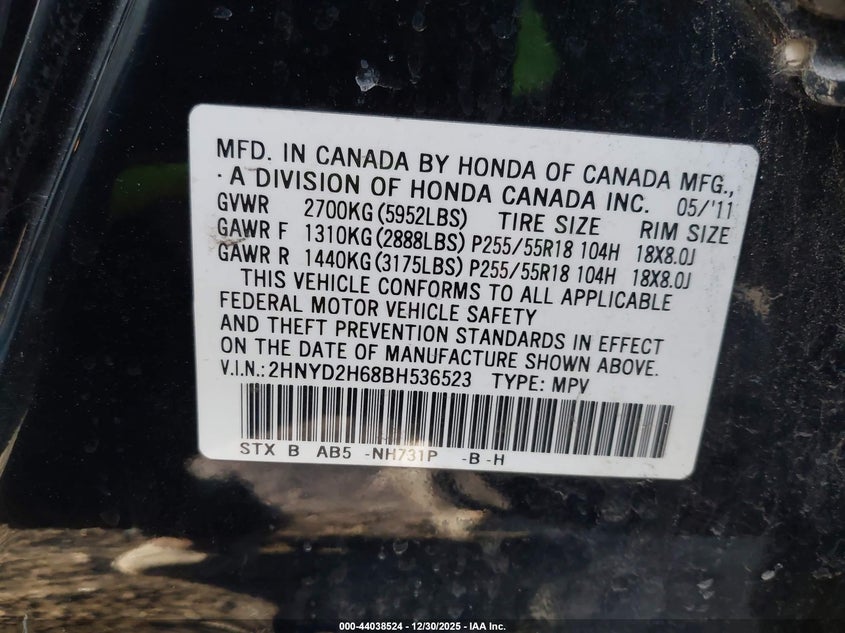 MFD. IN CANADA BY HONDA OF CANADA MFG.,
· A DIVISION OF HONDA CANADA INC. 05/'11
GVWR 2700KG(5952LBS) TIRE SIZE RIM SIZE
GAWR F 1310KG(2888LBS) P255/55R18 104H 18X8.0J
GAWR R 1440KG(3175LBS) P255/55R18 104H 18X8.0J
THIS VEHICLE CONFORMS TO ALL APPLICABLE
FEDERAL MOTOR VEHICLE SAFETY
AND THEFT PREVENTION STANDARDS IN EFFECT
ON THE DATE OF MANUFACTURE SHOWN ABOVE.
V.I.N.:2HNYD2H68BH536523 TYPE: MPV
STX B AB5 -NH731P -B -H
000-44038524 - 12/30/2025 - IAA Inc.